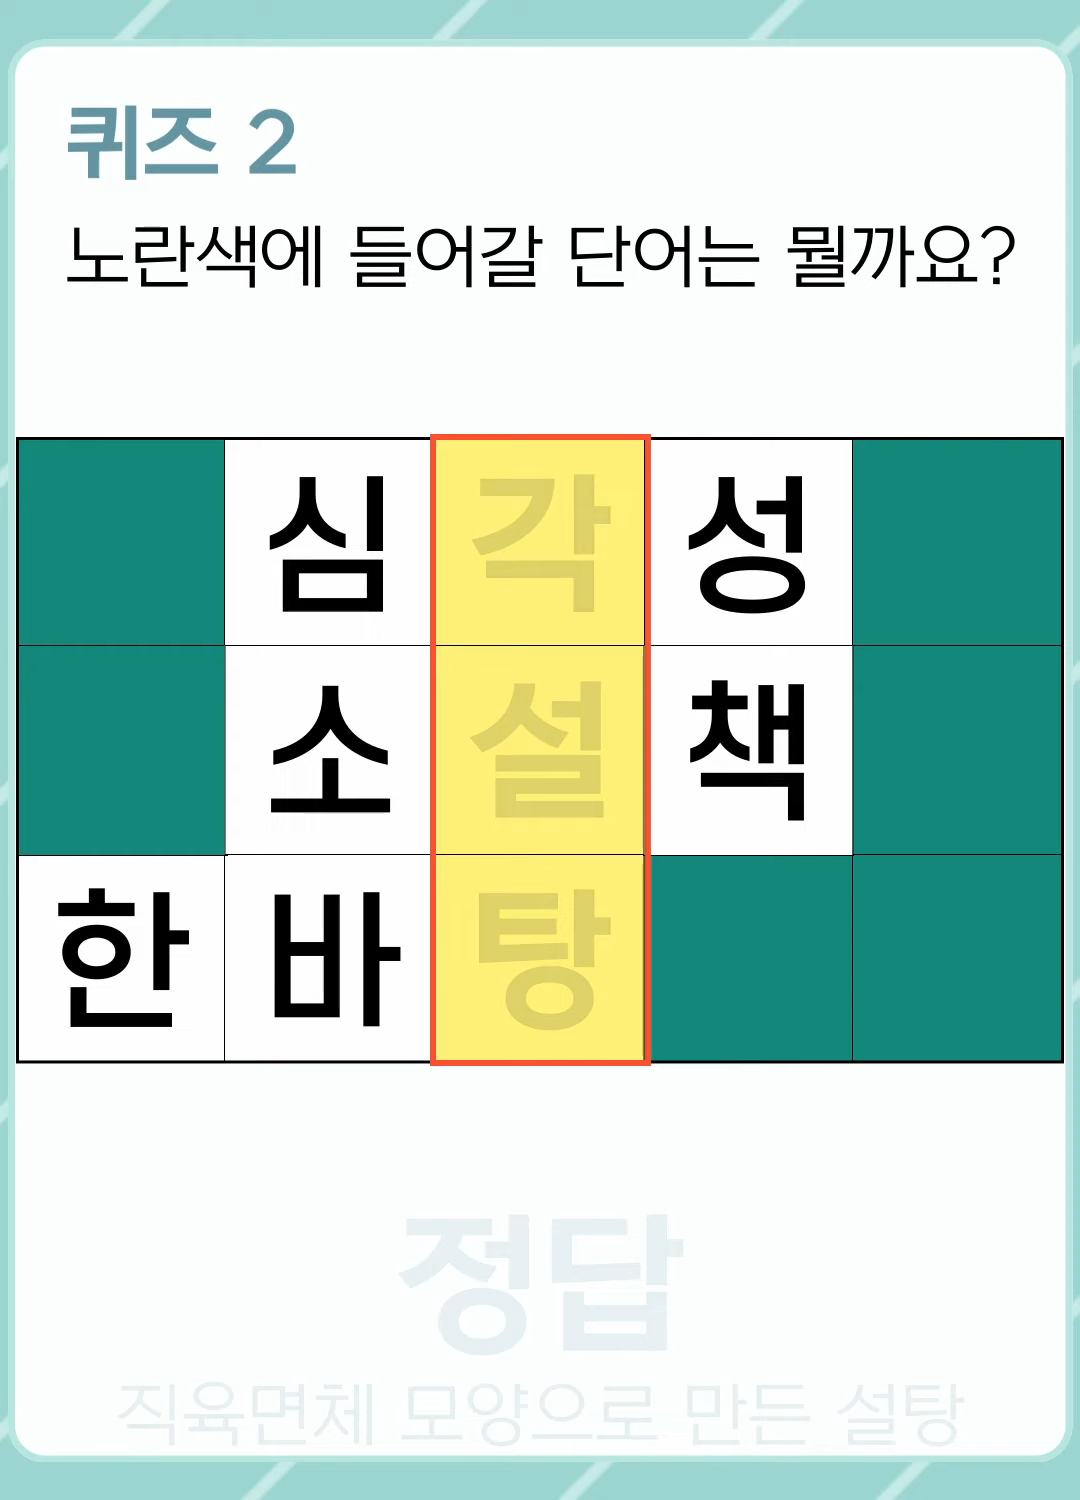 퀴즈 2
노란색에 들어갈 단어는 뭘까요?
심 각 성
소 설 책
한 바 탕
정답
직육면체 모양으로 만든 설탕